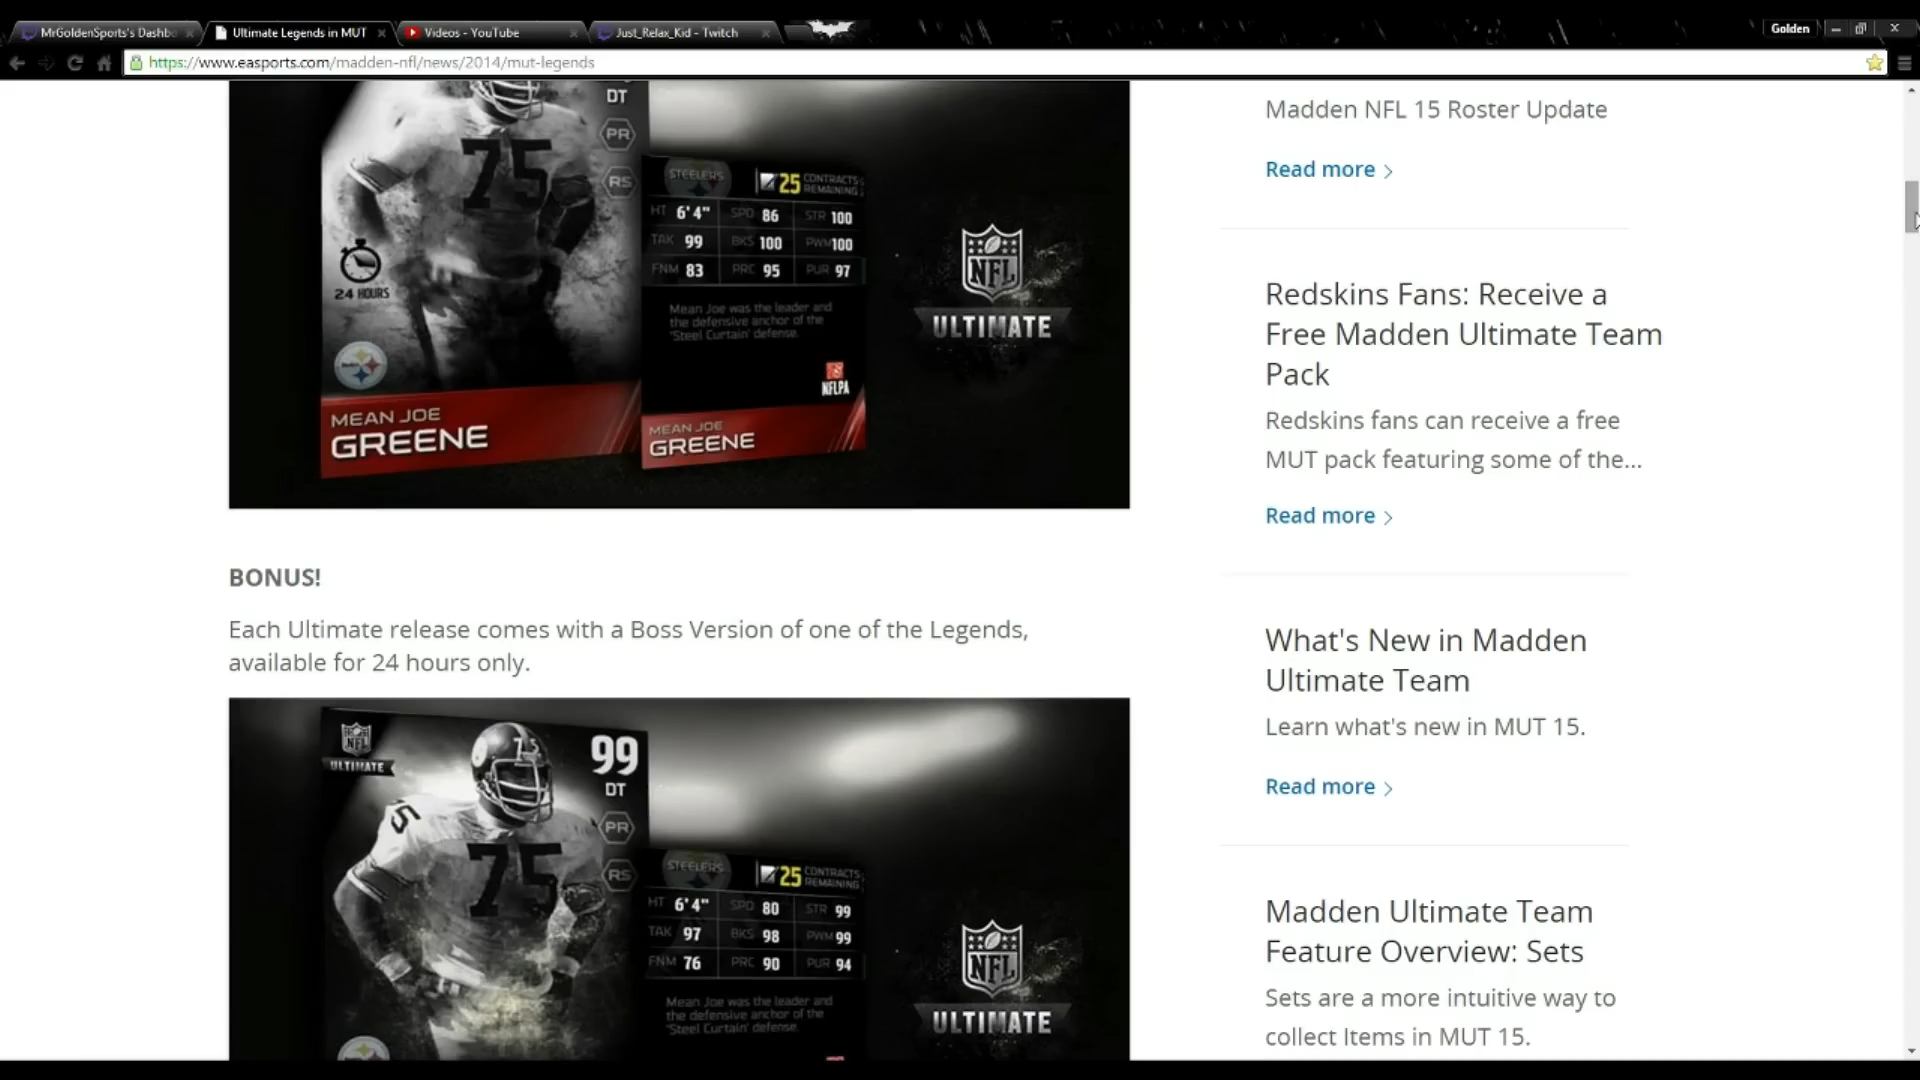 MrGoldenSports's Dashbo
Ultimate Legends in MUT
Videos - YouTube
Just_Relax_Kid - Twitch
Golden
https://www.easports.com/madden-nfl/news/2014/mut-legends
DT
PR
RS
75
24 HOURS
MEAN JOE
GREENE
STEELERS
25 CONTRACTS REMAINING
HT 6'4" SPD 86 STR 100
TAK 99 BKS 100 PWM 100
FNM 83 PRC 95 PUR 97
Mean Joe was the leader and
the defensive anchor of the
'Steel Curtain' defense.
NFLPA
MEAN JOE
GREENE
NFL
ULTIMATE
BONUS!
Each Ultimate release comes with a Boss Version of one of the Legends,
available for 24 hours only.
NFL
ULTIMATE
99
DT
PR
RS
75
75
STEELERS
25 CONTRACTS REMAINING
HT 6'4" SPD 80 STR 99
TAK 97 BKS 98 PWM 99
FNM 76 PRC 90 PUR 94
Mean Joe was the leader and
the defensive anchor of the
'Steel Curtain' defense.
NFL
ULTIMATE
Madden NFL 15 Roster Update
Read more
Redskins Fans: Receive a
Free Madden Ultimate Team
Pack
Redskins fans can receive a free
MUT pack featuring some of the...
Read more
What's New in Madden
Ultimate Team
Learn what's new in MUT 15.
Read more
Madden Ultimate Team
Feature Overview: Sets
Sets are a more intuitive way to
collect Items in MUT 15.